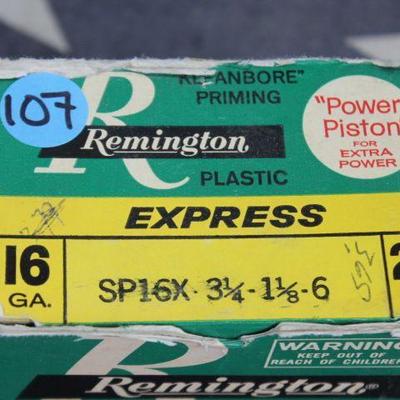 107
R
"KLEANBORE"
PRIMING
Remington
PLASTIC
"Power
Piston"
FOR
EXTRA
POWER
EXPRESS
16
GA.
SP16X-3¼-1⅛-6
2
R
Remington®
WARNING
KEEP OUT OF
REACH OF CHILDREN